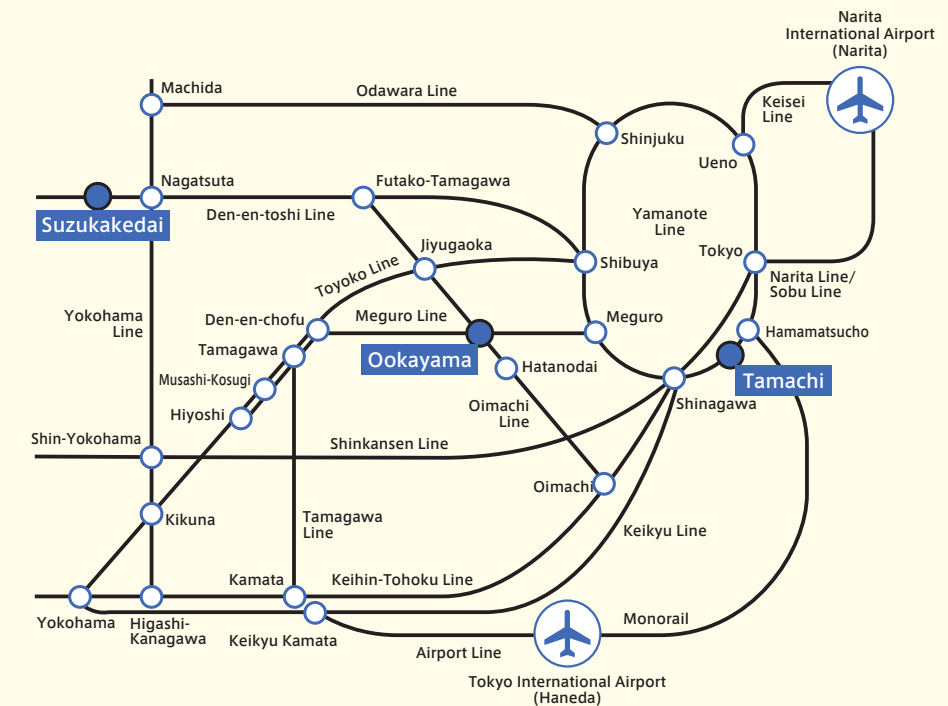 Narita
International Airport
(Narita)
Machida
Odawara Line
Keisei
Line
Shinjuku
Ueno
Nagatsuta
Futako-Tamagawa
Suzukakedai
Den-en-toshi Line
Yamanote
Line
Jiyugaoka
Tokyo
Toyoko Line
Shibuya
Narita Line/
Sobu Line
Yokohama
Line
Den-en-chofu
Meguro Line
Meguro
Hamamatsucho
Tamagawa
Ookayama
Hatanodai
Tamachi
Musashi-Kosugi
Hiyoshi
Oimachi
Line
Shinagawa
Shin-Yokohama
Shinkansen Line
Oimachi
Kikuna
Tamagawa
Line
Keikyu Line
Kamata
Keihin-Tohoku Line
Yokohama
Higashi-
Kanagawa
Keikyu Kamata
Monorail
Airport Line
Tokyo International Airport
(Haneda)